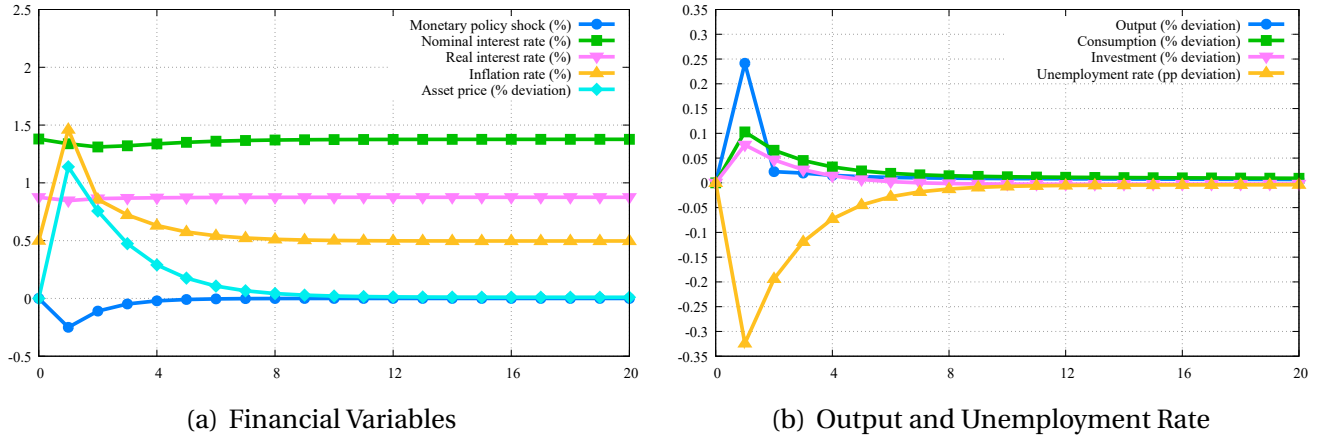 2.5
2
1.5
1
0.5
0
-0.5
Monetary policy shock (%)
Nominal interest rate (%)
Real interest rate (%)
Inflation rate (%)
Asset price (% deviation)
0 4 8 12 16 20
(a) Financial Variables
0.35
0.3
0.25
0.2
0.15
0.1
0.05
0
-0.05
-0.1
-0.15
-0.2
-0.25
-0.3
-0.35
Output (% deviation)
Consumption (% deviation)
Investment (% deviation)
Unemployment rate (pp deviation)
0 4 8 12 16 20
(b) Output and Unemployment Rate